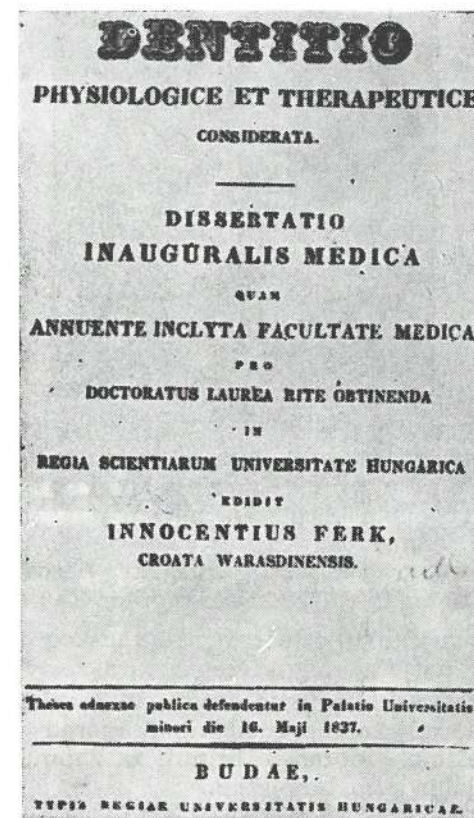 DENTITIO
PHYSIOLOGICE ET THERAPEUTICE
CONSIDERATA.
DISSERTATIO
INAUGURALIS MEDICA
QUAM
ANNUENTE INCLYTA FACULTATE MEDICA
PRO
DOCTORATUS LAUREA RITE OBTINENDA
IN
REGIA SCIENTIARUM UNIVERSITATE HUNGARICA
EDIDIT
INNOCENTIUS FERK,
CROATA WARASDINENSIS.
Theses adnexae publice defendentur in Palatio Universitatis
minori die 16. Maji 1837.
BUDAE,
TYPIS REGIAE UNIVERSITATIS HUNGARICAE.